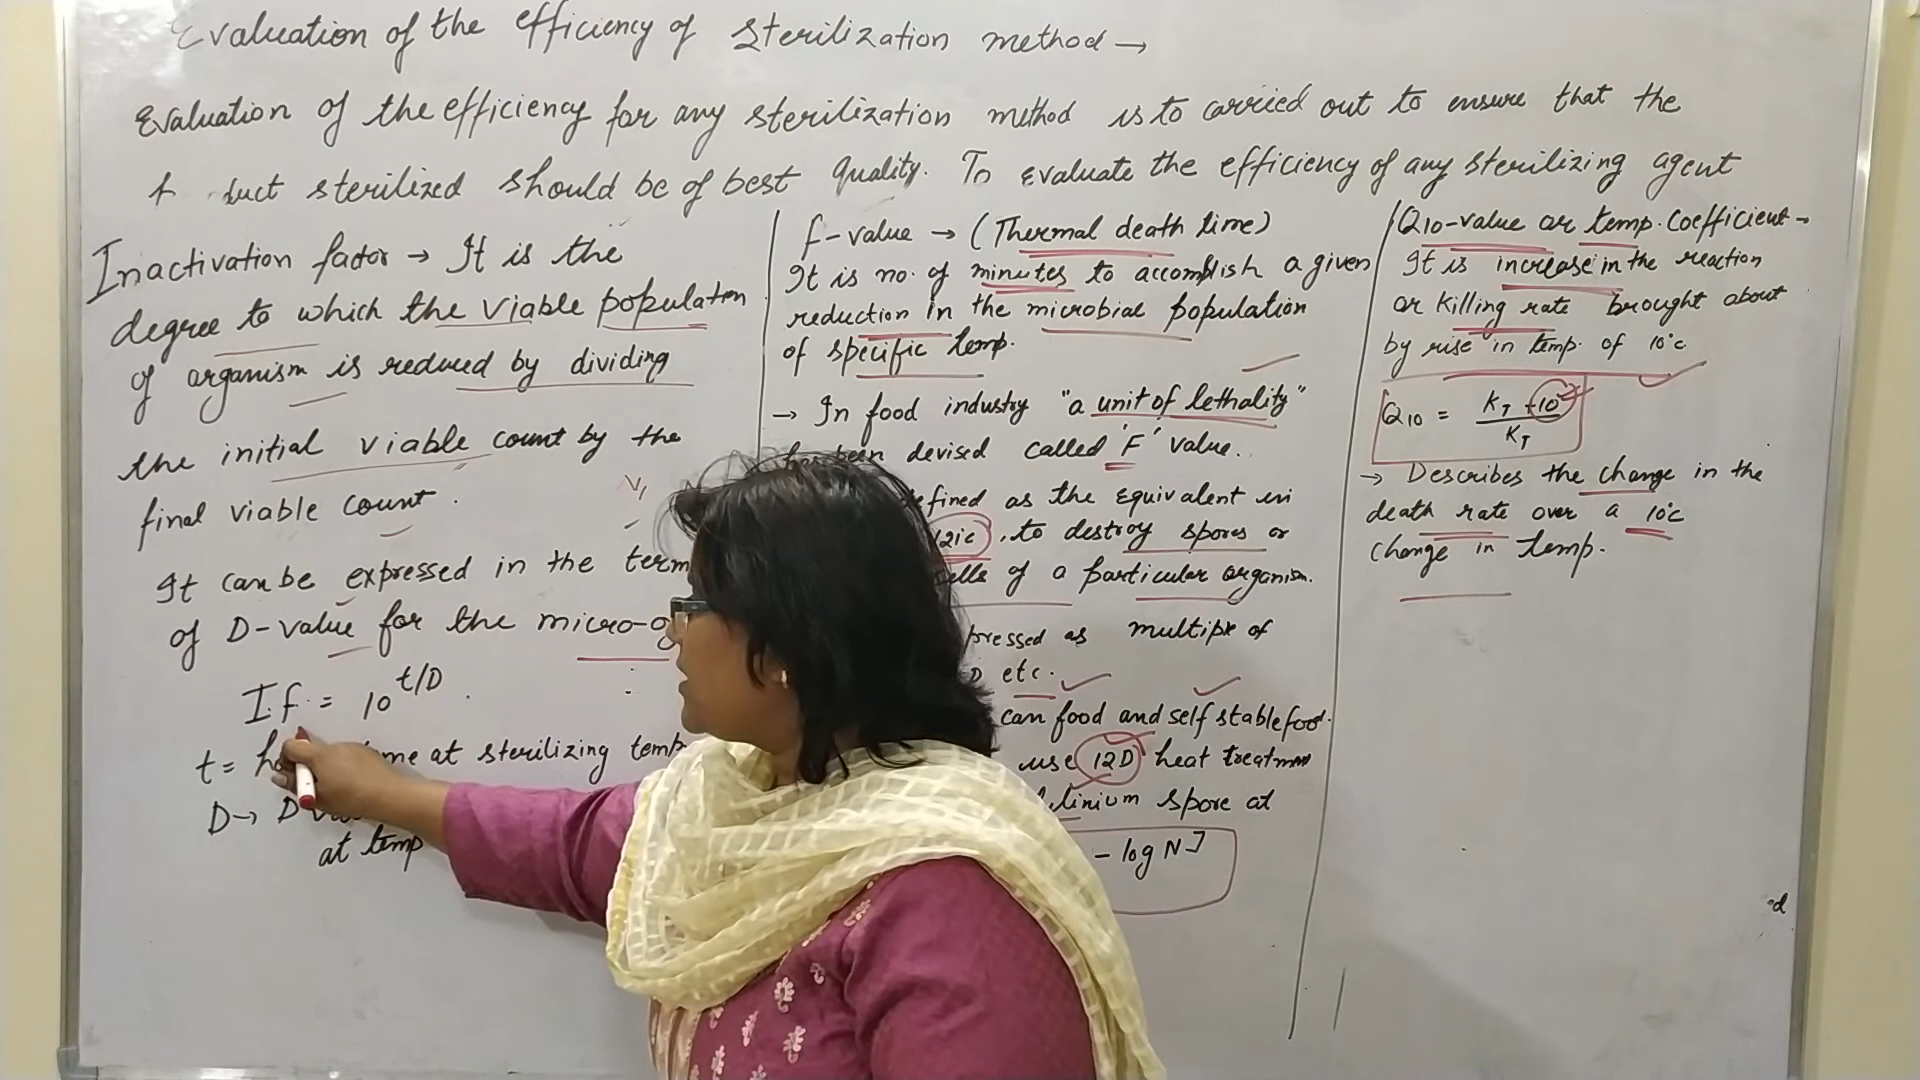 Evaluation of the efficiency of Sterilization method →
Evaluation of the efficiency for any sterilization method is to carried out to ensure that the
duct sterilized should be of best quality. To evaluate the efficiency of any sterilizing agent
Inactivation factor → It is the
degree to which the viable populaton
of organism is reduced by dividing
the initial viable count by the
final viable count.
It can be expressed in the term
of D-value for the micro-o
I.f. = 10^t/D.
t = me at sterilizing temp
D → D
at temp
f-value → (Thermal death time)
It is no. of minutes to accomplish a given
reduction in the microbial population
of specific temp.
→ In food industry "a unit of lethality"
been devised called 'F' value.
efined as the equivalent in
121c, to destroy spores or
ells of a particular organism.
pressed as multiple of
D etc.
can food and self stable food.
use 12D heat treatment
linium spore at
- log N]
Q10-value or temp. Coefficient →
It is increase in the reaction
or killing rate brought about
by rise in temp. of 10°c
Q10 = KT+10 / KT
→ Describes the change in the
death rate over a 10°c
change in temp.